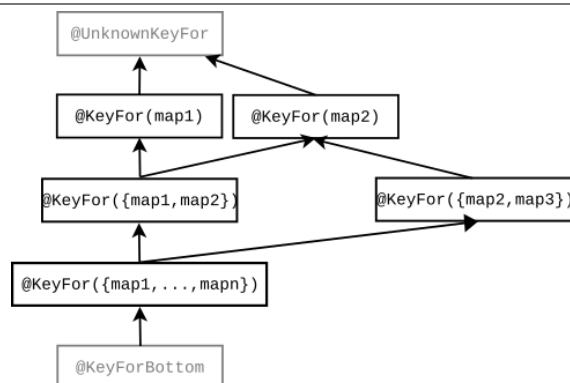 @UnknownKeyFor
@KeyFor(map1)
@KeyFor(map2)
@KeyFor({map1,map2})
@KeyFor({map2,map3})
@KeyFor({map1,...,mapn})
@KeyForBottom